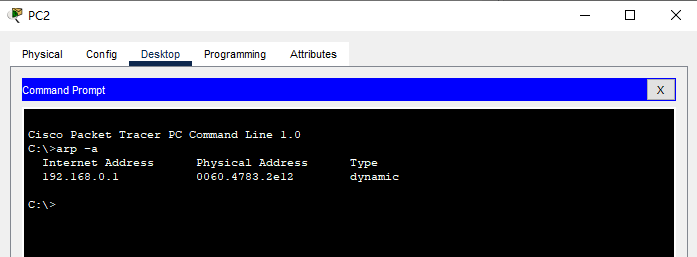 PC2
Physical Config Desktop Programming Attributes
Command Prompt
X
Cisco Packet Tracer PC Command Line 1.0
C:\>arp -a
Internet Address Physical Address Type
192.168.0.1 0060.4783.2e12 dynamic
C:\>